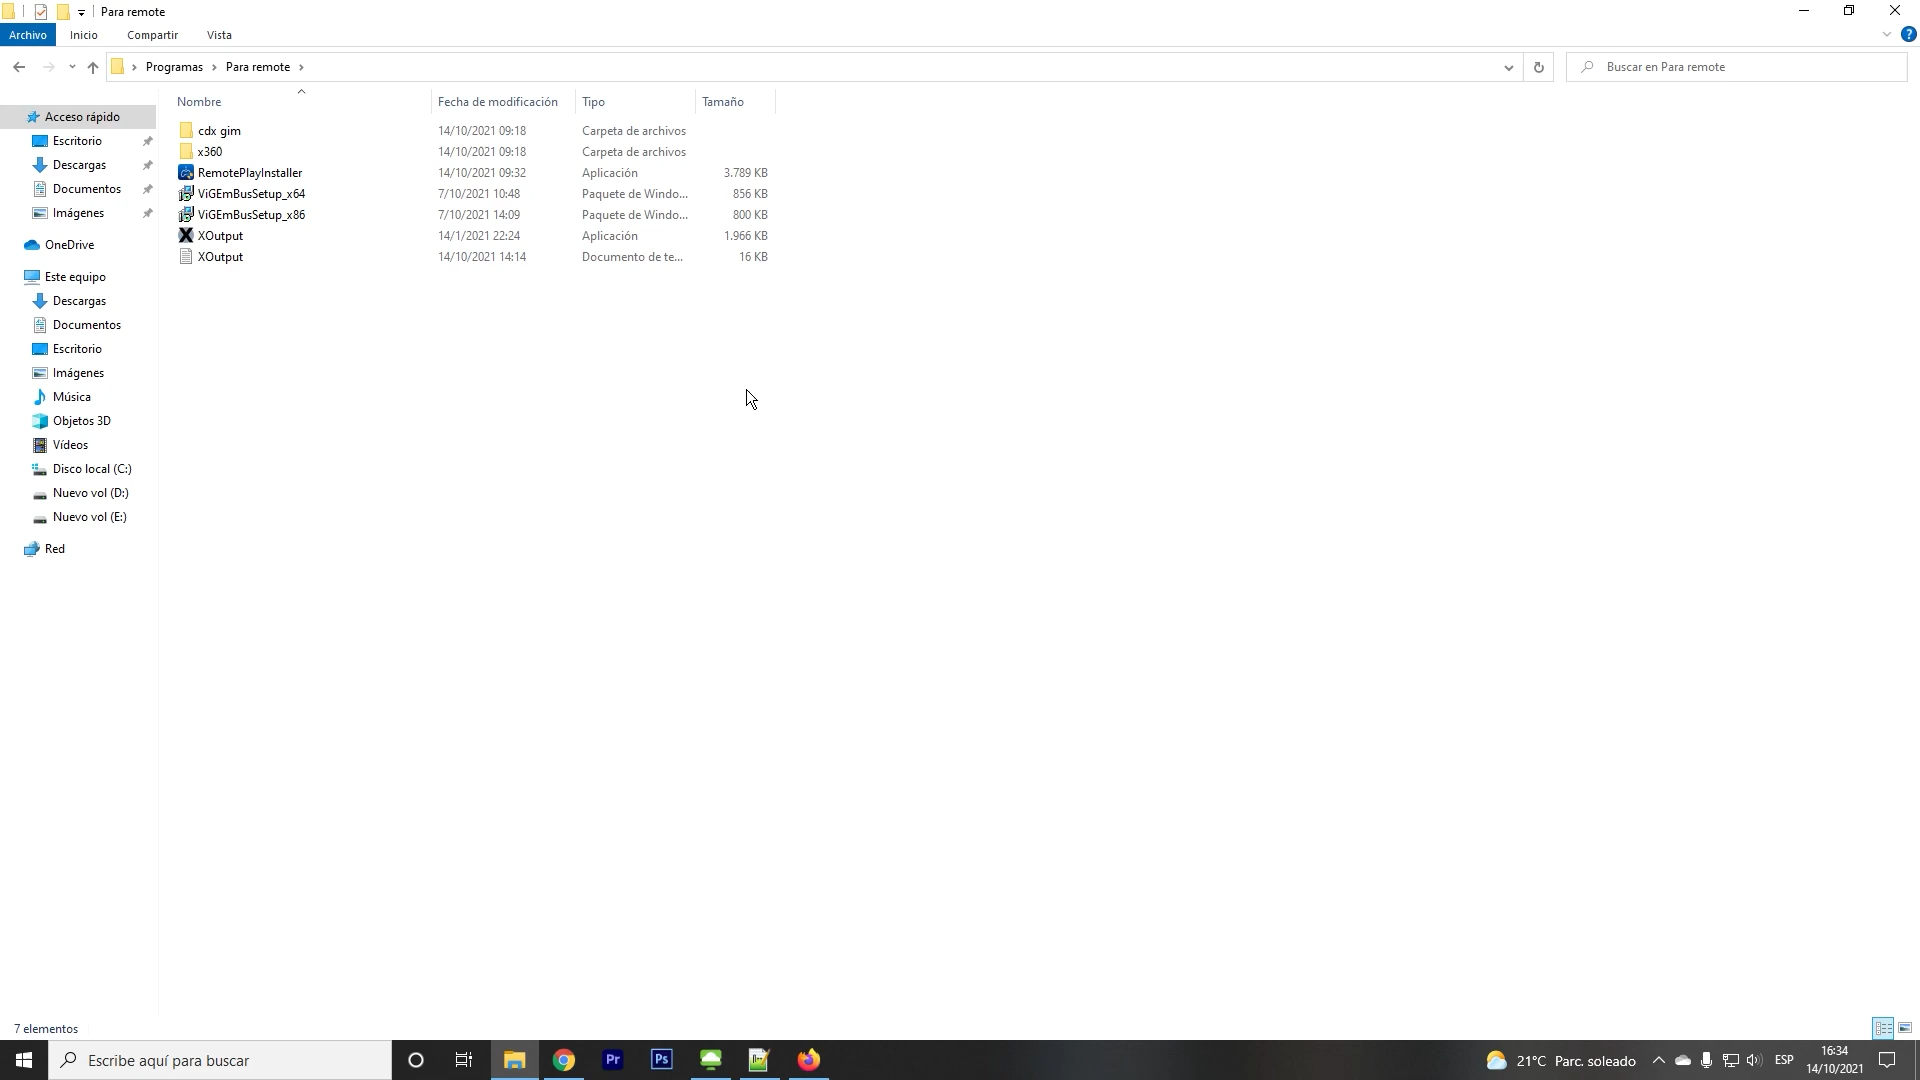 Para remote
Archivo Inicio Compartir Vista ?
Programas Para remote Buscar en Para remote
Nombre Fecha de modificación Tipo Tamaño
Acceso rápido
Escritorio
Descargas
Documentos
Imágenes
OneDrive
Este equipo
Descargas
Documentos
Escritorio
Imágenes
Música
Objetos 3D
Vídeos
Disco local (C:)
Nuevo vol (D:)
Nuevo vol (E:)
Red
cdx gim 14/10/2021 09:18 Carpeta de archivos
x360 14/10/2021 09:18 Carpeta de archivos
RemotePlayInstaller 14/10/2021 09:32 Aplicación 3.789 KB
ViGEmBusSetup_x64 7/10/2021 10:48 Paquete de Windo... 856 KB
ViGEmBusSetup_x86 7/10/2021 14:09 Paquete de Windo... 800 KB
XOutput 14/1/2021 22:24 Aplicación 1.966 KB
XOutput 14/10/2021 14:14 Documento de te... 16 KB
7 elementos
Escribe aquí para buscar Pr Ps 21°C Parc. soleado ESP 16:34
14/10/2021